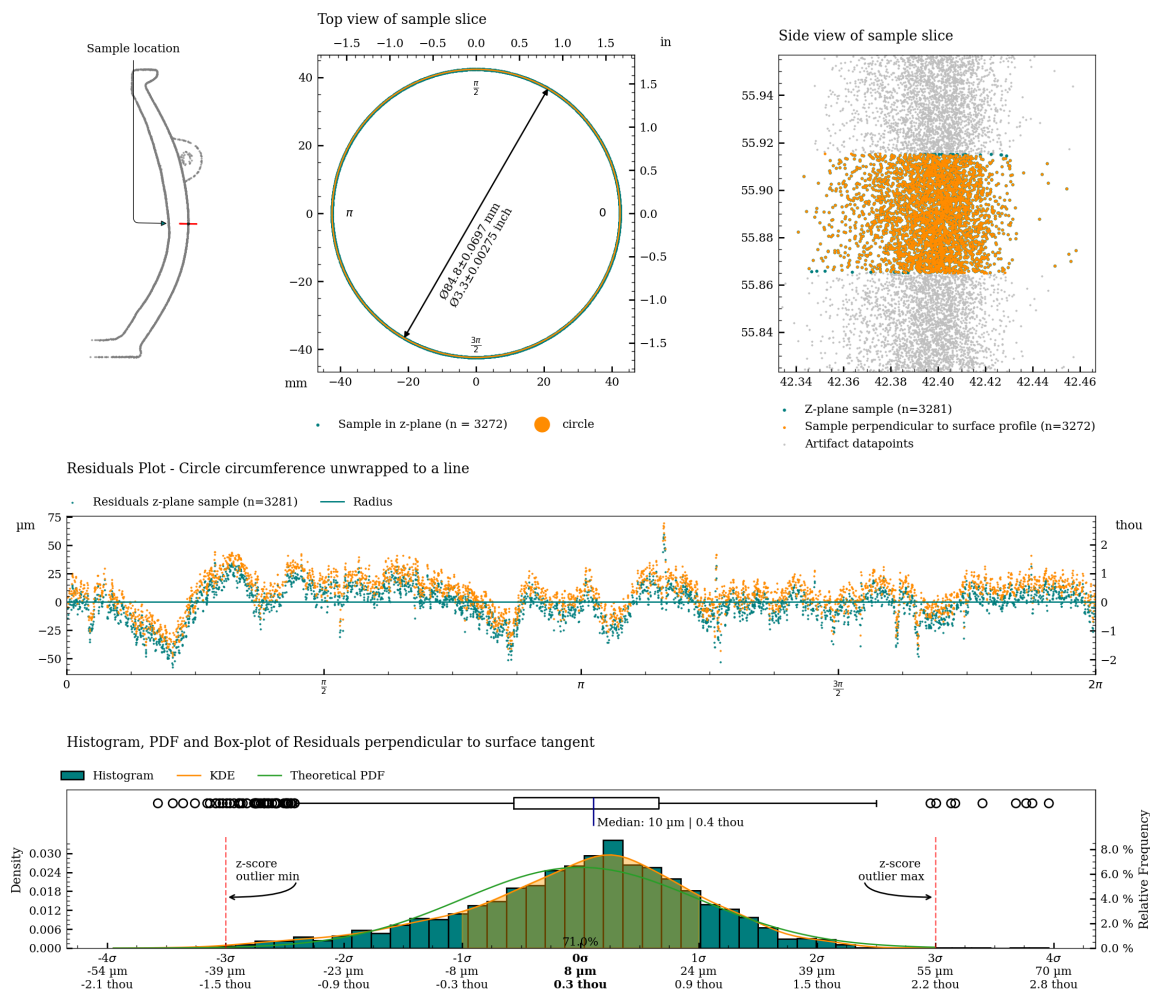 Sample location
Top view of sample slice
−1.5 −1.0 −0.5 0.0 0.5 1.0 1.5 in
40
20
0
−20
−40
1.5
1.0
0.5
0.0
−0.5
−1.0
−1.5
π/2
π
0
3π/2
Ø84.8±0.0697 mm
Ø3.3±0.00275 inch
mm −40 −20 0 20 40
Sample in z-plane (n = 3272) circle
Side view of sample slice
55.94
55.92
55.90
55.88
55.86
55.84
42.34 42.36 42.38 42.40 42.42 42.44 42.46
Z-plane sample (n=3281)
Sample perpendicular to surface profile (n=3272)
Artifact datapoints
Residuals Plot - Circle circumference unwrapped to a line
Residuals z-plane sample (n=3281) Radius
µm
75
50
25
0
−25
−50
thou
2
1
0
−1
−2
0 π/2 π 3π/2 2π
Histogram, PDF and Box-plot of Residuals perpendicular to surface tangent
Histogram KDE Theoretical PDF
Median: 10 µm | 0.4 thou
Density
0.030
0.024
0.018
0.012
0.006
0.000
z-score
outlier min
z-score
outlier max
71.0%
8.0 %
6.0 %
4.0 %
2.0 %
0.0 %
Relative Frequency
-4σ -3σ -2σ -1σ 0σ 1σ 2σ 3σ 4σ
-54 µm -39 µm -23 µm -8 µm 8 µm 24 µm 39 µm 55 µm 70 µm
-2.1 thou -1.5 thou -0.9 thou -0.3 thou 0.3 thou 0.9 thou 1.5 thou 2.2 thou 2.8 thou